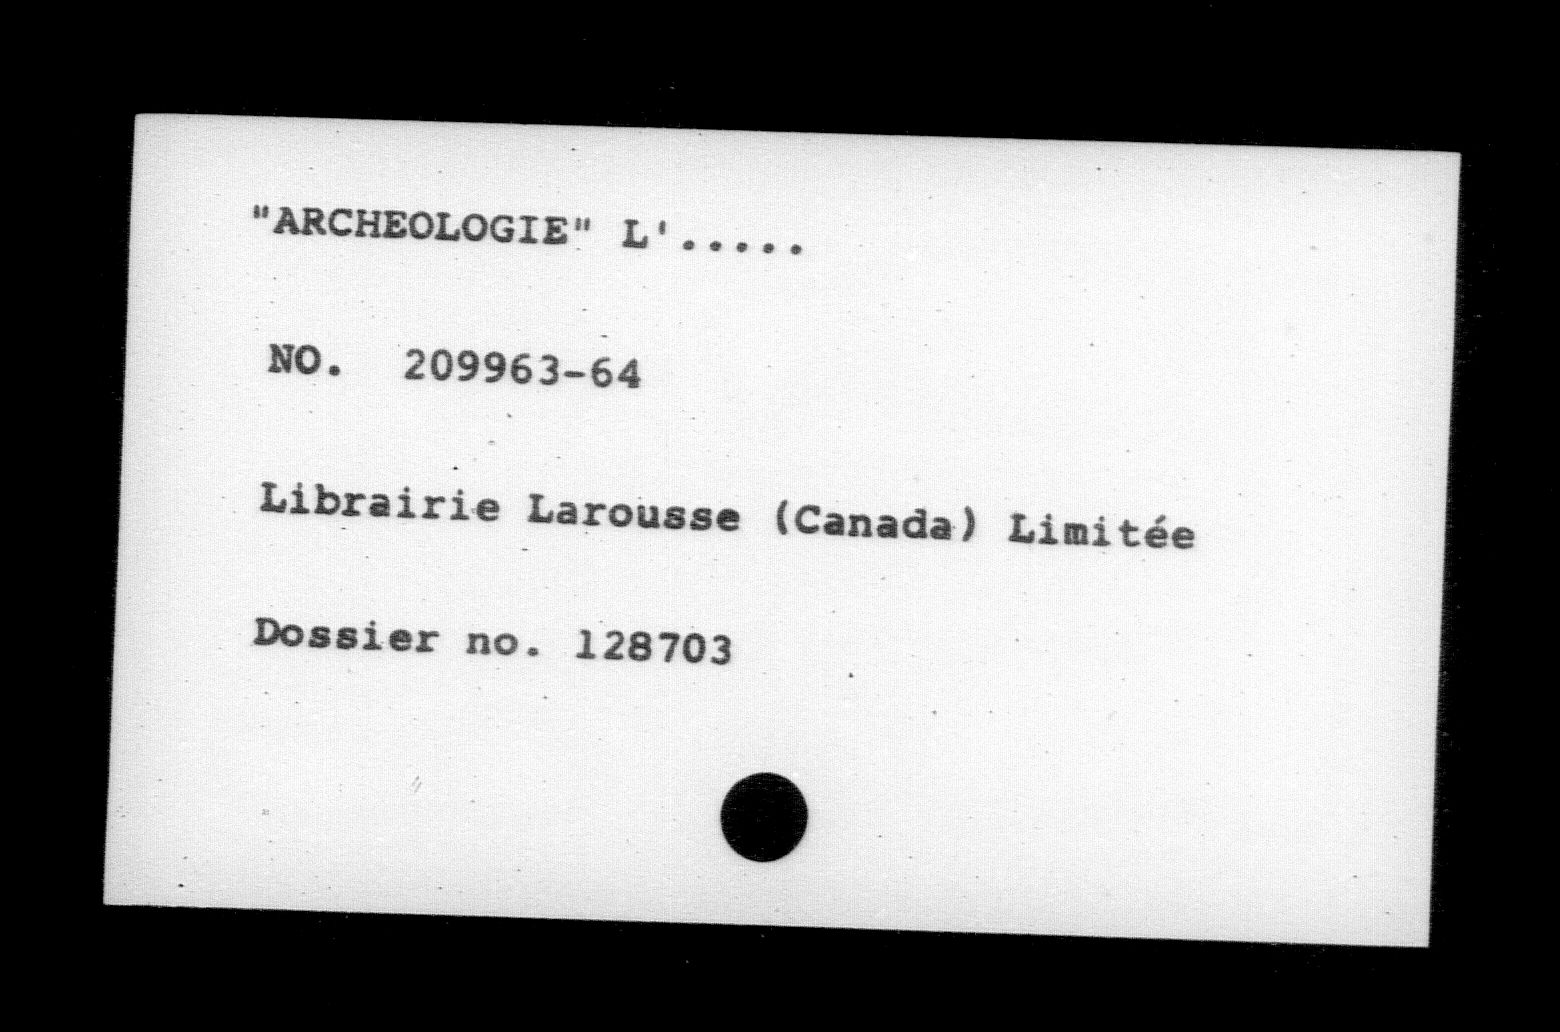 "ARCHEOLOGIE" L'.....
NO. 209963-64
Librairie Larousse (Canada) Limitée
Dossier no. 128703